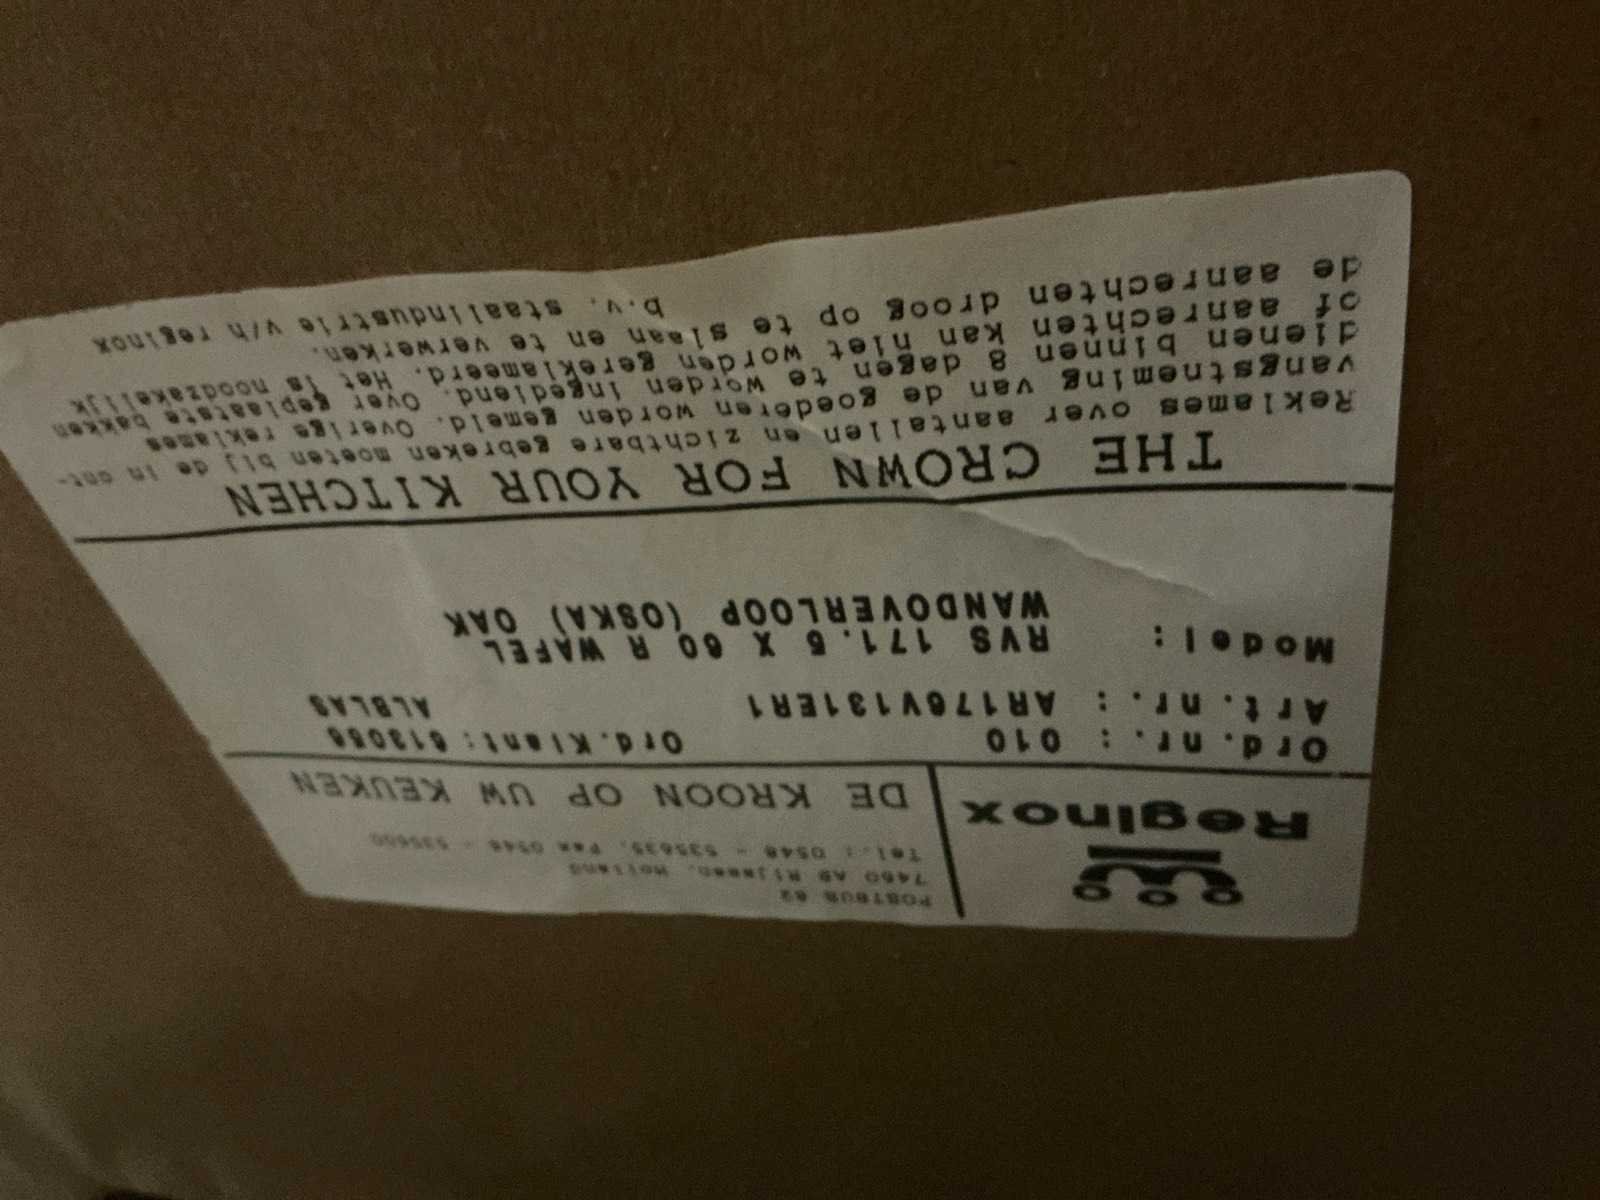 Reginox
POSTBUS 82
7460 AB Rijssen, Holland
Tel.: 0548 - 535635, Fax 0548 - 535600
DE KROON OP UW KEUKEN
Ord.nr.: 010 Ord.Klant: 613086
Art.nr.: AR176V131ER1 ALBLAS
Model: RVS 171.5 X 60 R WAFEL
WANDOVERLOOP (OSKA) OAK
THE CROWN FOR YOUR KITCHEN
Reklames over aantallen en zichtbare gebreken moeten bij de in ont-
vangstneming van de goederen worden gemeld. Overige reklames
dienen binnen 8 dagen te worden ingediend. Over geplaatste bakken
of aanrechten kan niet worden gereklameerd. Het is noodzakelijk
de aanrechten droog op te slaan en te verwerken.
b.v. staalindustrie v/h reginox